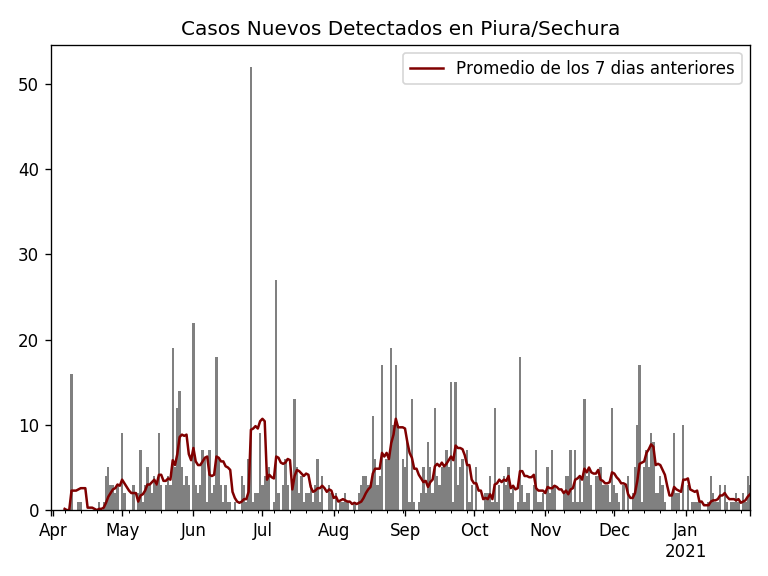 Casos Nuevos Detectados en Piura/Sechura
Promedio de los 7 dias anteriores
50
40
30
20
10
0
Apr May Jun Jul Aug Sep Oct Nov Dec Jan
2021